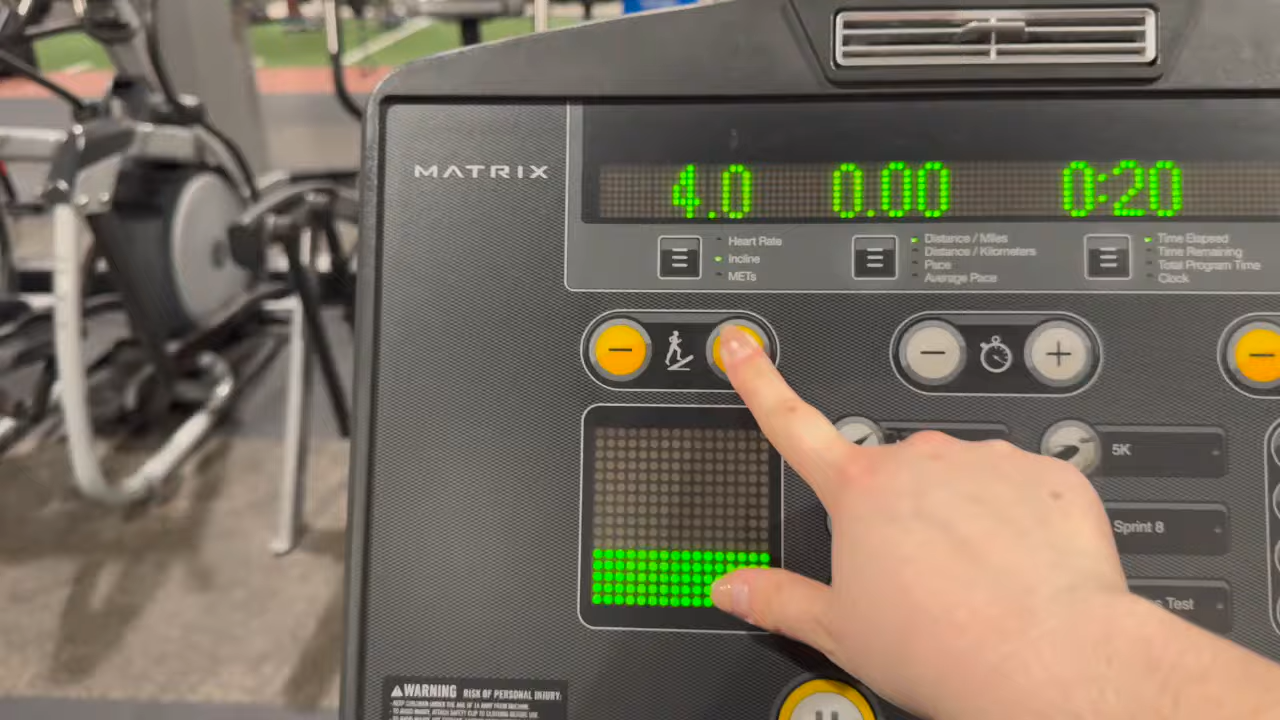 MATRIX
4.0 0.00 0:20
Heart Rate
Incline
METs
Distance / Miles
Distance / Kilometers
Pace
Average Pace
Time Elapsed
Time Remaining
Total Program Time
Clock
5K
Sprint 8
Test
WARNING RISK OF PERSONAL INJURY: